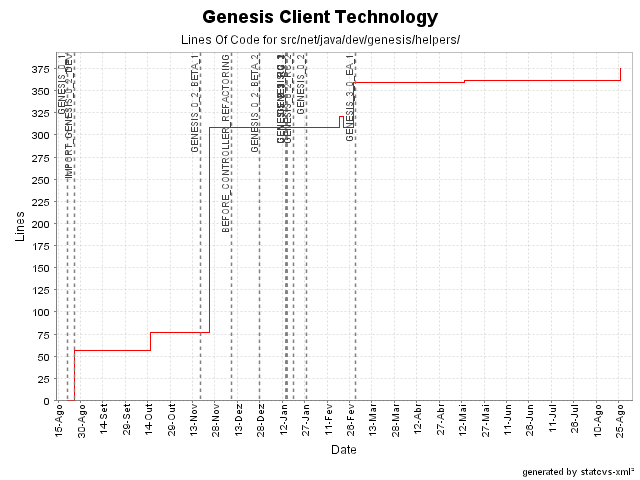 Genesis Client Technology
Lines Of Code for src/net/java/dev/genesis/helpers/
Lines
375
350
325
300
275
250
225
200
175
150
125
100
75
50
25
0
GENESIS_0_1
IMPORT_GENESIS_0_2_DEV
GENESIS_0_2_BETA_1
BEFORE_CONTROLLER_REFACTORING
GENESIS_0_2_BETA_2
GENESIS_0_2
GENESIS_3_0_EA_1
15-Ago
30-Ago
14-Set
29-Set
14-Out
29-Out
13-Nov
28-Nov
13-Dez
28-Dez
12-Jan
27-Jan
11-Fev
26-Fev
13-Mar
28-Mar
12-Abr
27-Abr
12-Mai
27-Mai
11-Jun
26-Jun
11-Jul
26-Jul
10-Ago
25-Ago
Date
generated by statcvs-xml²